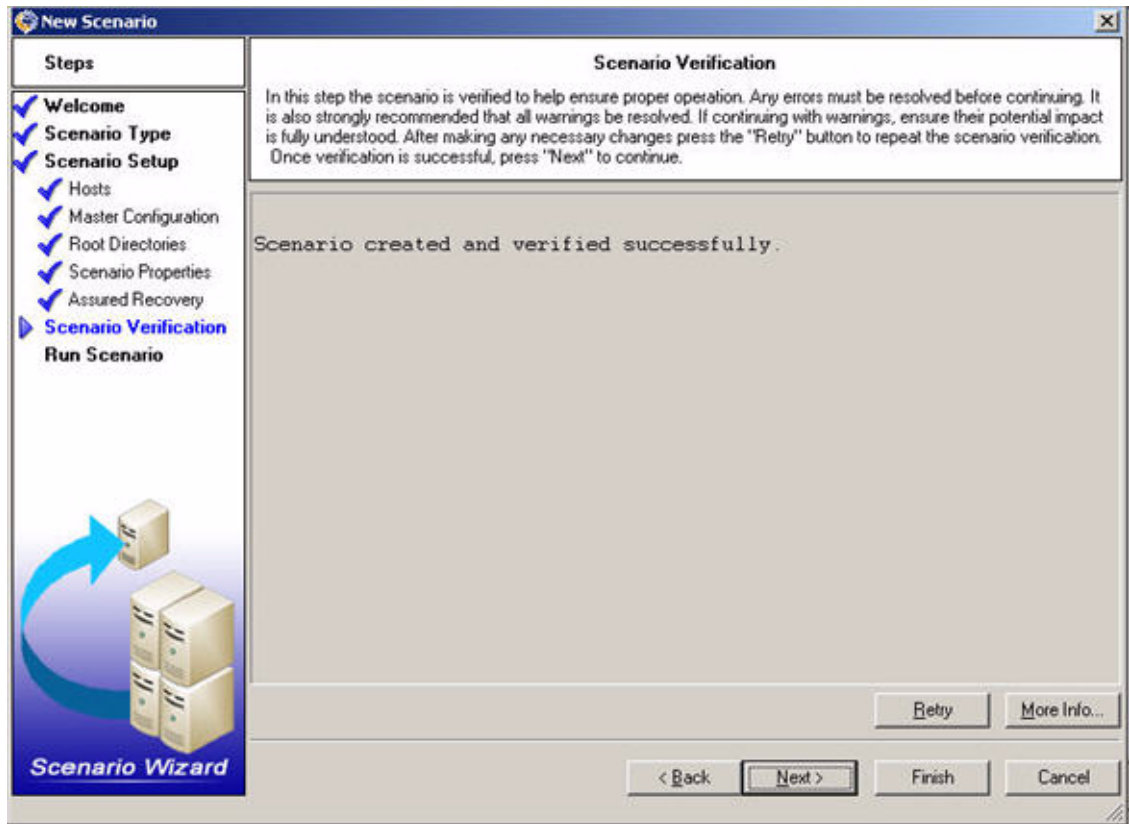 New Scenario
Steps
Welcome
Scenario Type
Scenario Setup
Hosts
Master Configuration
Root Directories
Scenario Properties
Assured Recovery
Scenario Verification
Run Scenario
Scenario Wizard
Scenario Verification
In this step the scenario is verified to help ensure proper operation. Any errors must be resolved before continuing. It
is also strongly recommended that all warnings be resolved. If continuing with warnings, ensure their potential impact
is fully understood. After making any necessary changes press the "Retry" button to repeat the scenario verification.
Once verification is successful, press "Next" to continue.
Scenario created and verified successfully.
Retry
More Info...
< Back
Next >
Finish
Cancel